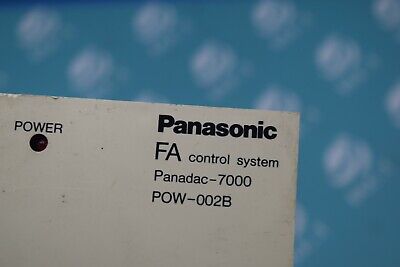 POWER
Panasonic
FA control system
Panadac-7000
POW-002B